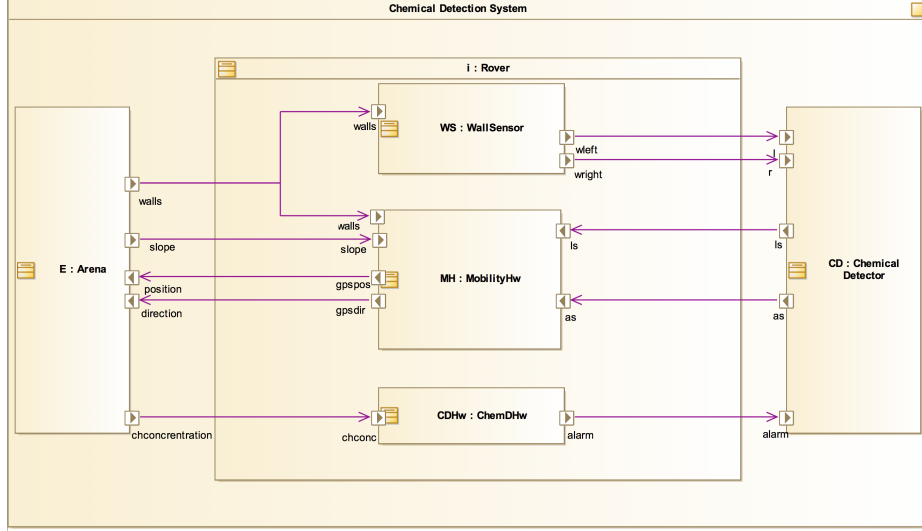 Chemical Detection System
i : Rover
WS : WallSensor
walls
wleft
wright
l
r
walls
walls
slope
slope
ls
ls
E : Arena
MH : MobilityHw
CD : Chemical
Detector
position
gpspos
direction
gpsdir
as
as
CDHw : ChemDHw
chconcrentration
chconc
alarm
alarm